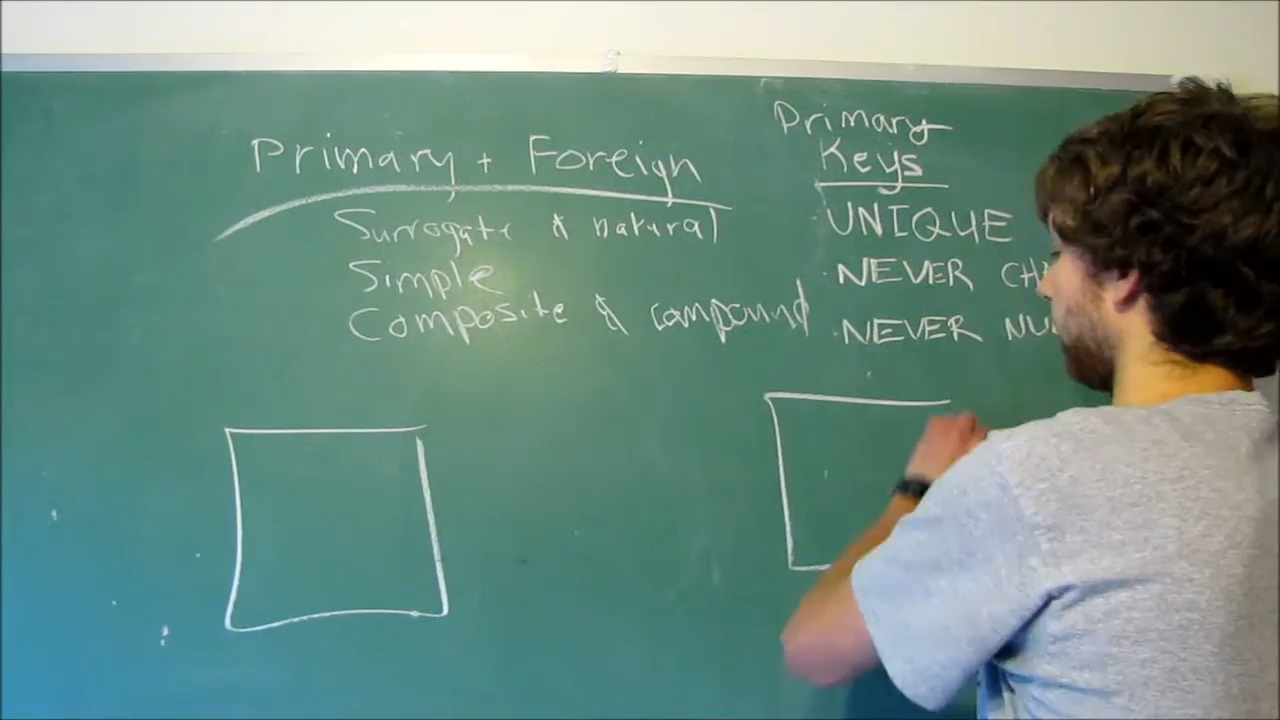 Primary + Foreign
Surrogate & natural
Simple
Composite & compound
Primary
Keys
UNIQUE
NEVER
NEVER